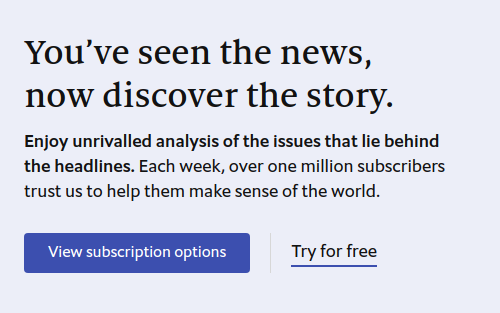 You’ve seen the news,
now discover the story.
Enjoy unrivalled analysis of the issues that lie behind
the headlines. Each week, over one million subscribers
trust us to help them make sense of the world.
View subscription options
Try for free